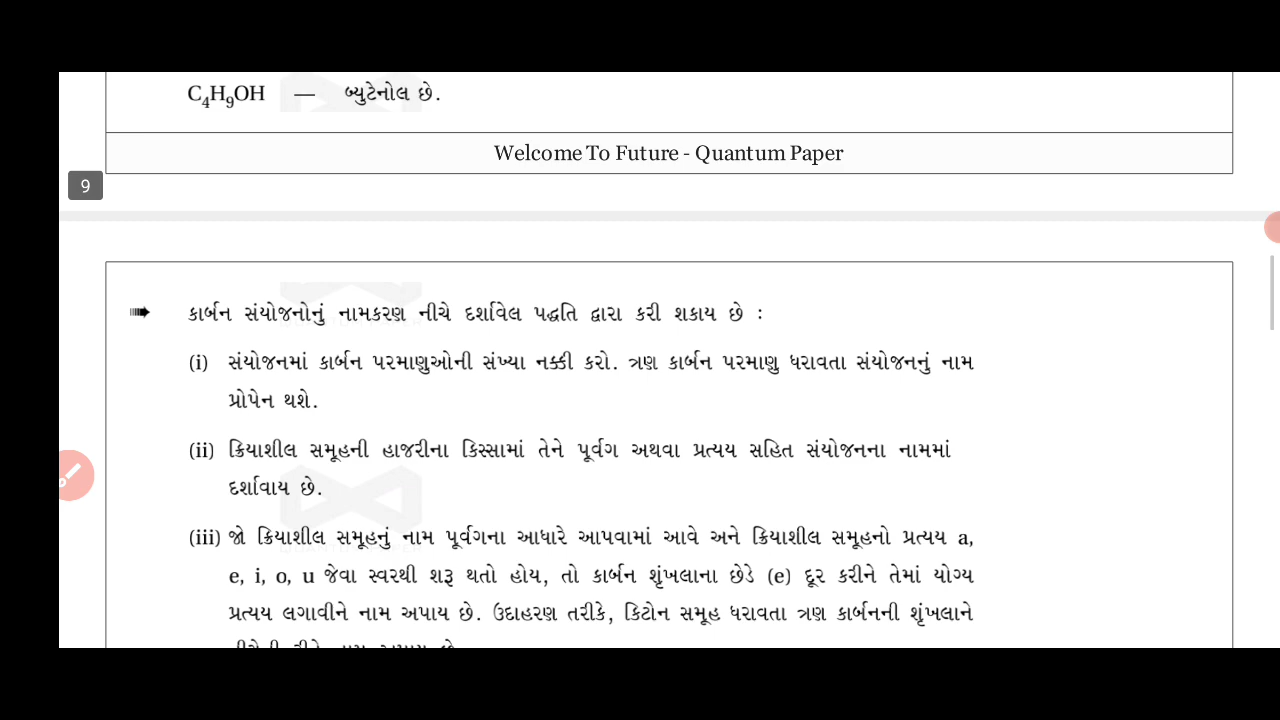 C₄H₉OH — બ્યુટેનોલ છે.
Welcome To Future - Quantum Paper
9
➠ કાર્બન સંયોજનોનું નામકરણ નીચે દર્શાવેલ પદ્ધતિ દ્વારા કરી શકાય છે :
(i) સંયોજનમાં કાર્બન પરમાણુઓની સંખ્યા નક્કી કરો. ત્રણ કાર્બન પરમાણુ ધરાવતા સંયોજનનું નામ
પ્રોપેન થશે.
(ii) ક્રિયાશીલ સમૂહની હાજરીના કિસ્સામાં તેને પૂર્વગ અથવા પ્રત્યય સહિત સંયોજનના નામમાં
દર્શાવાય છે.
(iii) જો ક્રિયાશીલ સમૂહનું નામ પૂર્વગના આધારે આપવામાં આવે અને ક્રિયાશીલ સમૂહનો પ્રત્યય a,
e, i, o, u જેવા સ્વરથી શરૂ થતો હોય, તો કાર્બન શૃંખલાના છેડે (e) દૂર કરીને તેમાં યોગ્ય
પ્રત્યય લગાવીને નામ અપાય છે. ઉદાહરણ તરીકે, કિટોન સમૂહ ધરાવતા ત્રણ કાર્બનની શૃંખલાને